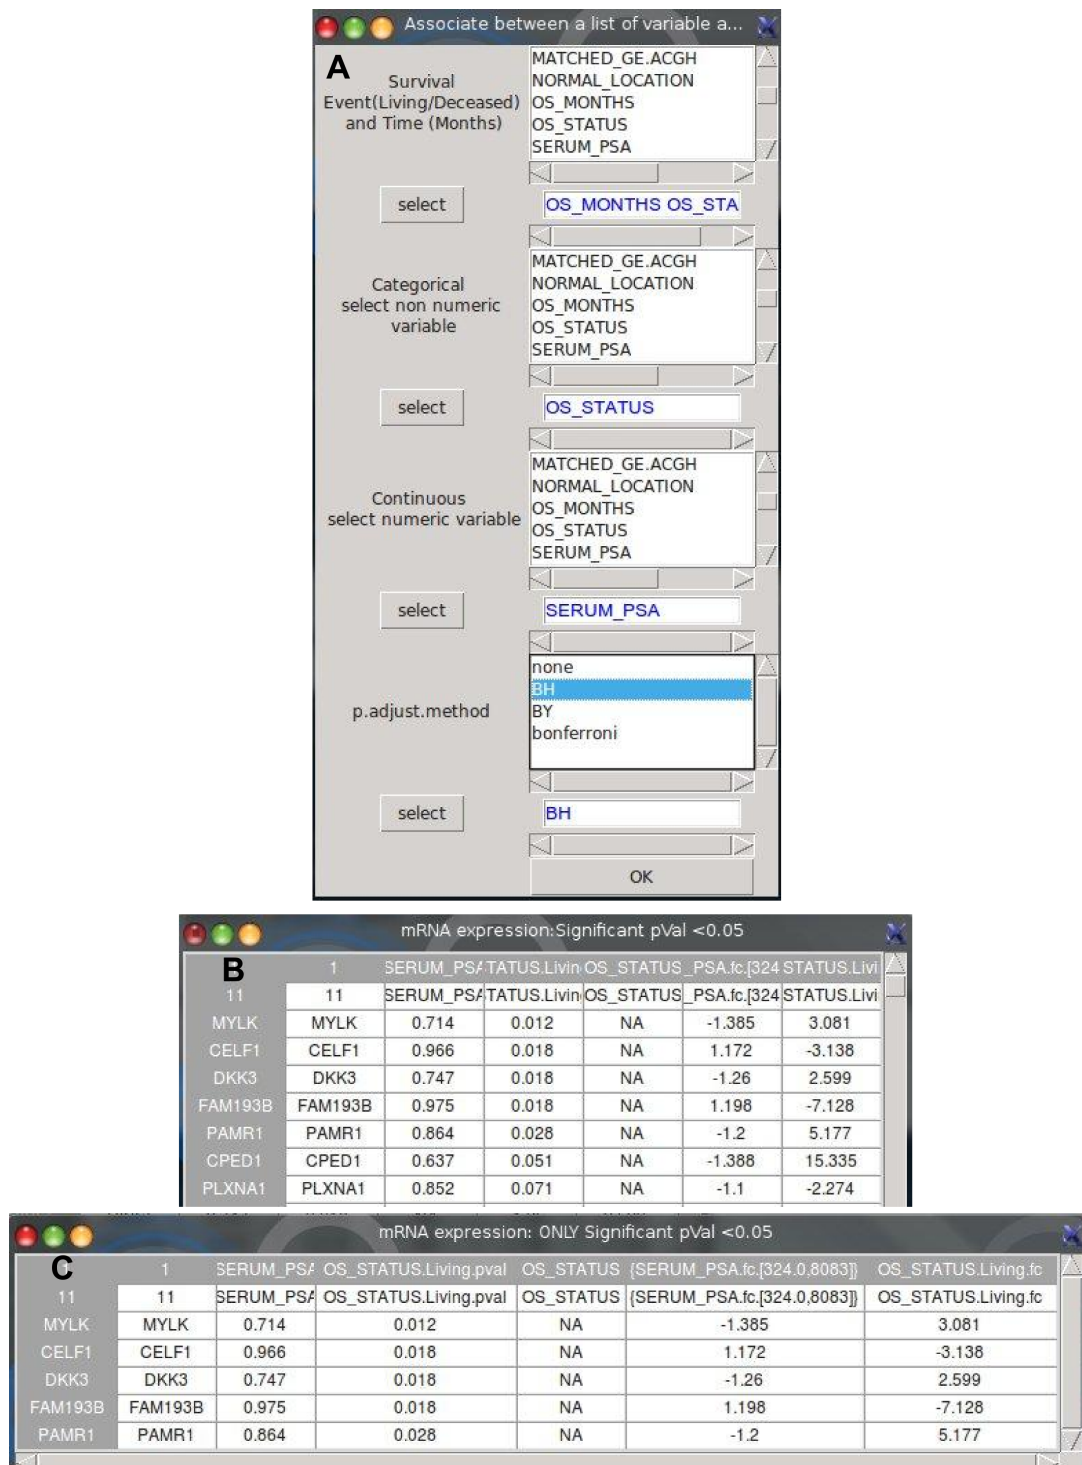 Associate between a list of variable a...
A
Survival
Event(Living/Deceased)
and Time (Months)
MATCHED_GE.ACGH
NORMAL_LOCATION
OS_MONTHS
OS_STATUS
SERUM_PSA
select
OS_MONTHS OS_STA
Categorical
select non numeric
variable
MATCHED_GE.ACGH
NORMAL_LOCATION
OS_MONTHS
OS_STATUS
SERUM_PSA
select
OS_STATUS
Continuous
select numeric variable
MATCHED_GE.ACGH
NORMAL_LOCATION
OS_MONTHS
OS_STATUS
SERUM_PSA
select
SERUM_PSA
p.adjust.method
none
BH
BY
bonferroni
select
BH
OK
mRNA expression:Significant pVal <0.05
B 1 SERUM_PSA TATUS.Livin OS_STATUS _PSA.fc.[324 STATUS.Livi
11 11 SERUM_PSA TATUS.Livin OS_STATUS _PSA.fc.[324 STATUS.Livi
MYLK MYLK 0.714 0.012 NA -1.385 3.081
CELF1 CELF1 0.966 0.018 NA 1.172 -3.138
DKK3 DKK3 0.747 0.018 NA -1.26 2.599
FAM193B FAM193B 0.975 0.018 NA 1.198 -7.128
PAMR1 PAMR1 0.864 0.028 NA -1.2 5.177
CPED1 CPED1 0.637 0.051 NA -1.388 15.335
PLXNA1 PLXNA1 0.852 0.071 NA -1.1 -2.274
mRNA expression: ONLY Significant pVal <0.05
C 1 SERUM_PSA OS_STATUS.Living.pval OS_STATUS {SERUM_PSA.fc.[324.0,8083]} OS_STATUS.Living.fc
11 11 SERUM_PSA OS_STATUS.Living.pval OS_STATUS {SERUM_PSA.fc.[324.0,8083]} OS_STATUS.Living.fc
MYLK MYLK 0.714 0.012 NA -1.385 3.081
CELF1 CELF1 0.966 0.018 NA 1.172 -3.138
DKK3 DKK3 0.747 0.018 NA -1.26 2.599
FAM193B FAM193B 0.975 0.018 NA 1.198 -7.128
PAMR1 PAMR1 0.864 0.028 NA -1.2 5.177